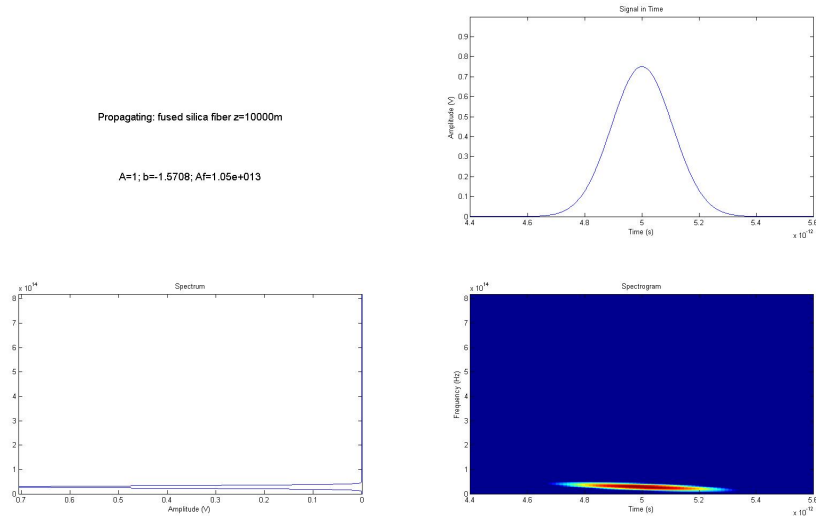 Propagating: fused silica fiber z=10000m
A=1; b=-1.5708; Af=1.05e+013
Signal in Time
Amplitude (V)
0.9
0.8
0.7
0.6
0.5
0.4
0.3
0.2
0.1
0
4.4 4.6 4.8 5 5.2 5.4 5.6
Time (s)
x 10-12
Spectrum
x 10 14
8
7
6
5
4
3
2
1
0
0.7 0.6 0.5 0.4 0.3 0.2 0.1 0
Amplitude (V)
Spectrogram
x 10 14
Frequency (Hz)
8
7
6
5
4
3
2
1
0
4.4 4.6 4.8 5 5.2 5.4 5.6
Time (s)
x 10-12